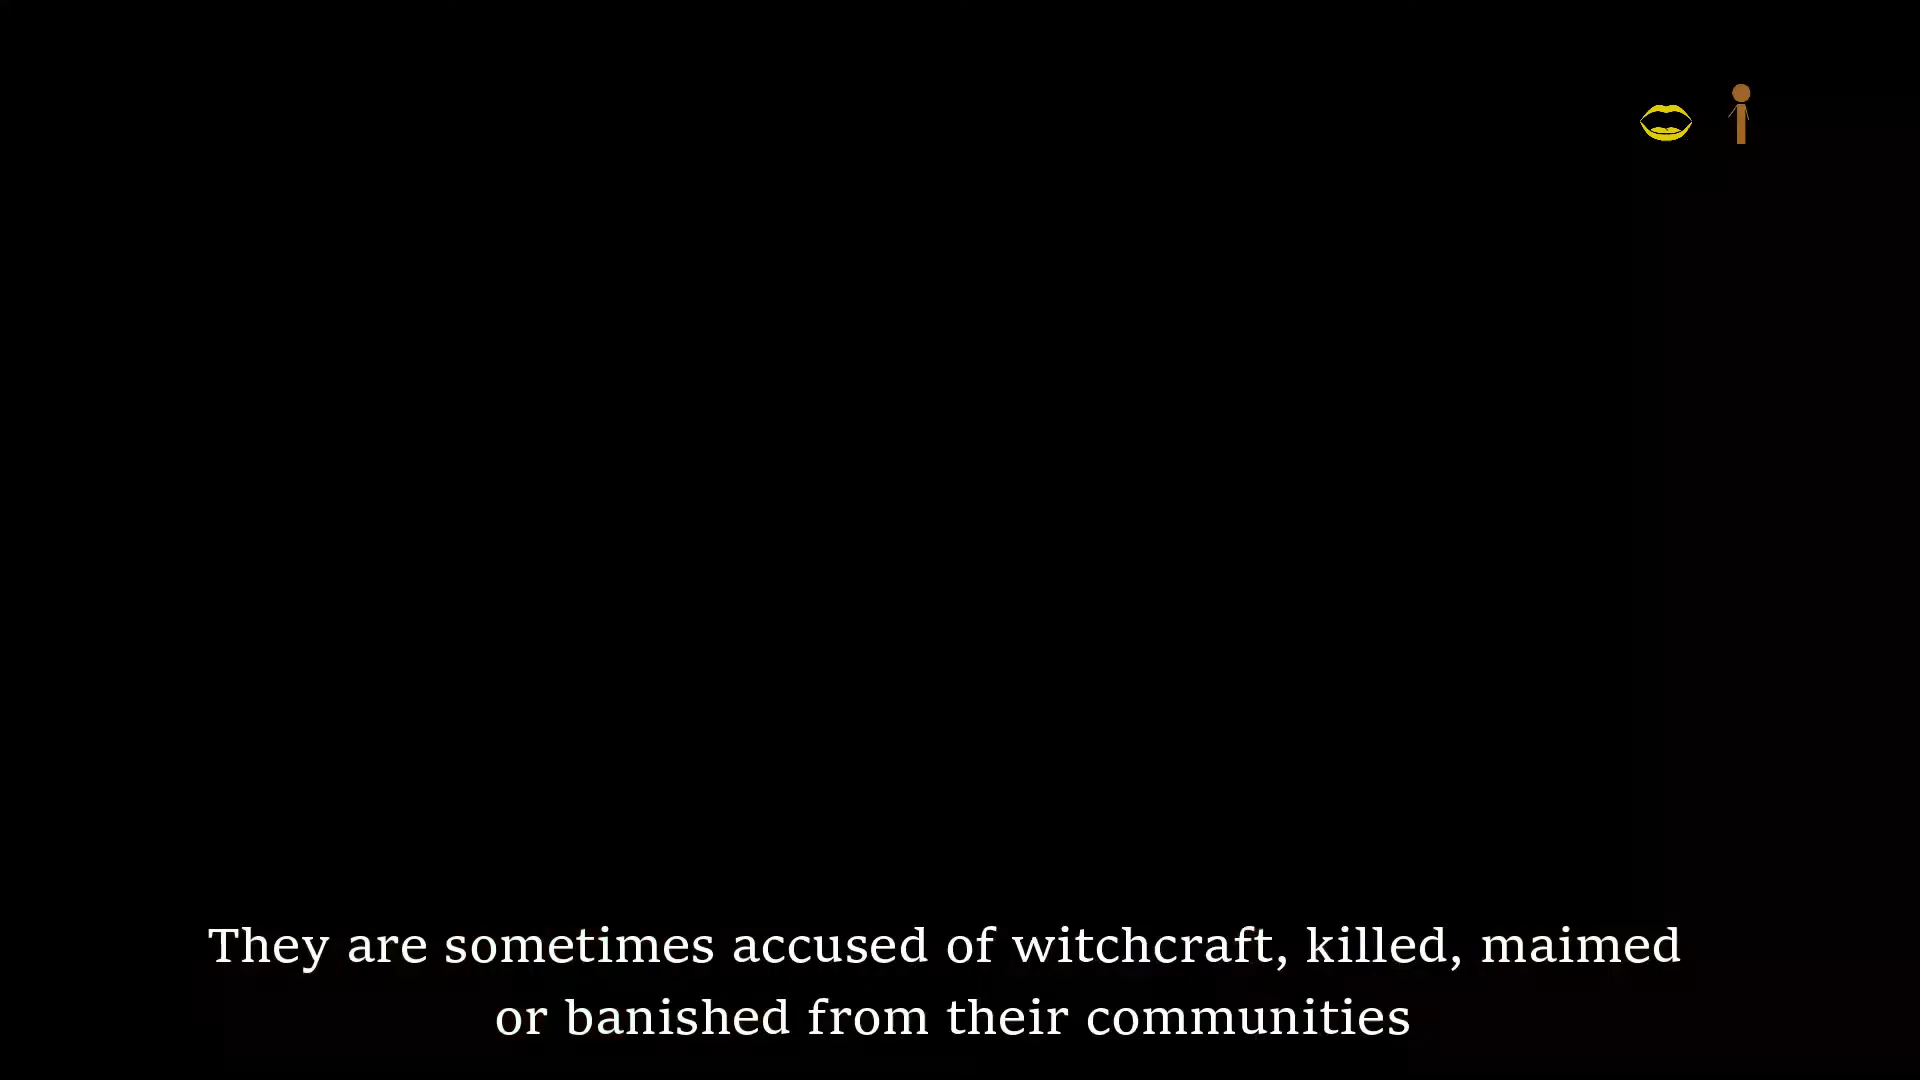 They are sometimes accused of witchcraft, killed, maimed
or banished from their communities